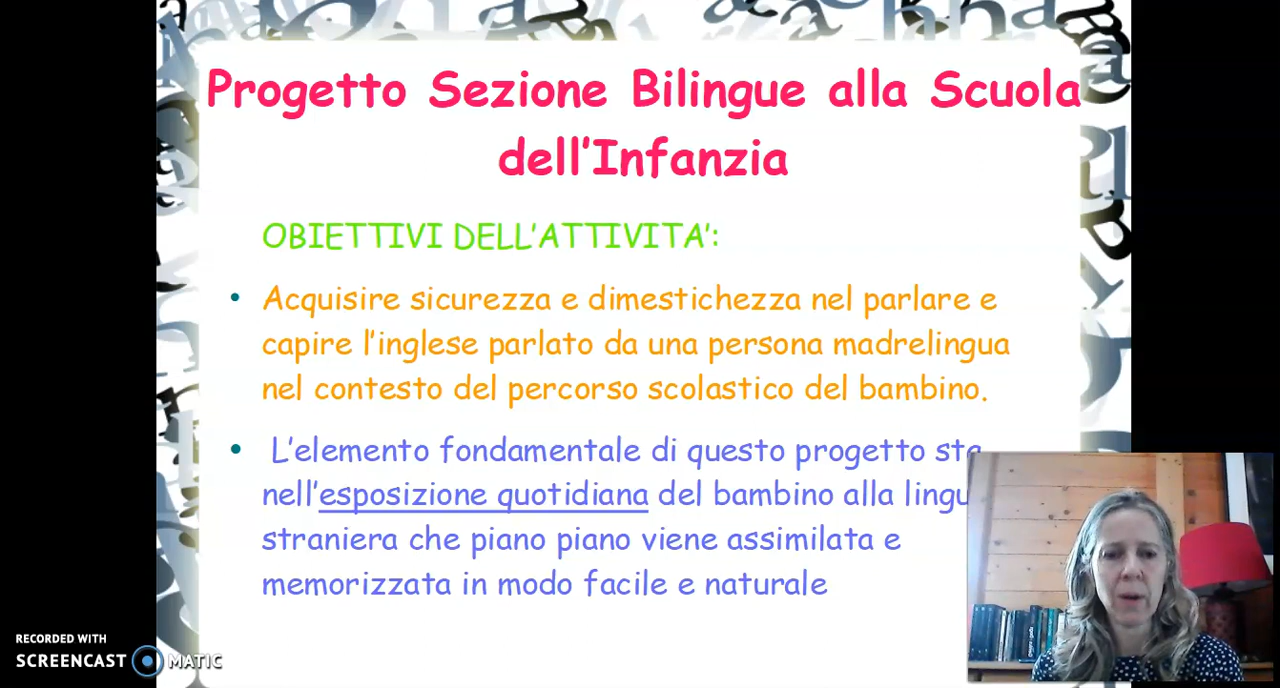 Progetto Sezione Bilingue alla Scuola
dell'Infanzia
OBIETTIVI DELL'ATTIVITA':
• Acquisire sicurezza e dimestichezza nel parlare e
capire l'inglese parlato da una persona madrelingua
nel contesto del percorso scolastico del bambino.
• L'elemento fondamentale di questo progetto sta
nell'esposizione quotidiana del bambino alla lingu
straniera che piano piano viene assimilata e
memorizzata in modo facile e naturale
RECORDED WITH
SCREENCAST MATIC